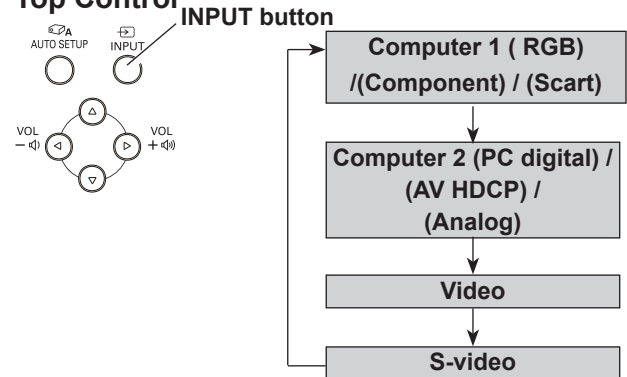 Top Control
INPUT button
A
AUTO SETUP
INPUT
VOL
−
VOL
+
Computer 1 ( RGB)
/(Component) / (Scart)
Computer 2 (PC digital) /
(AV HDCP) /
(Analog)
Video
S-video